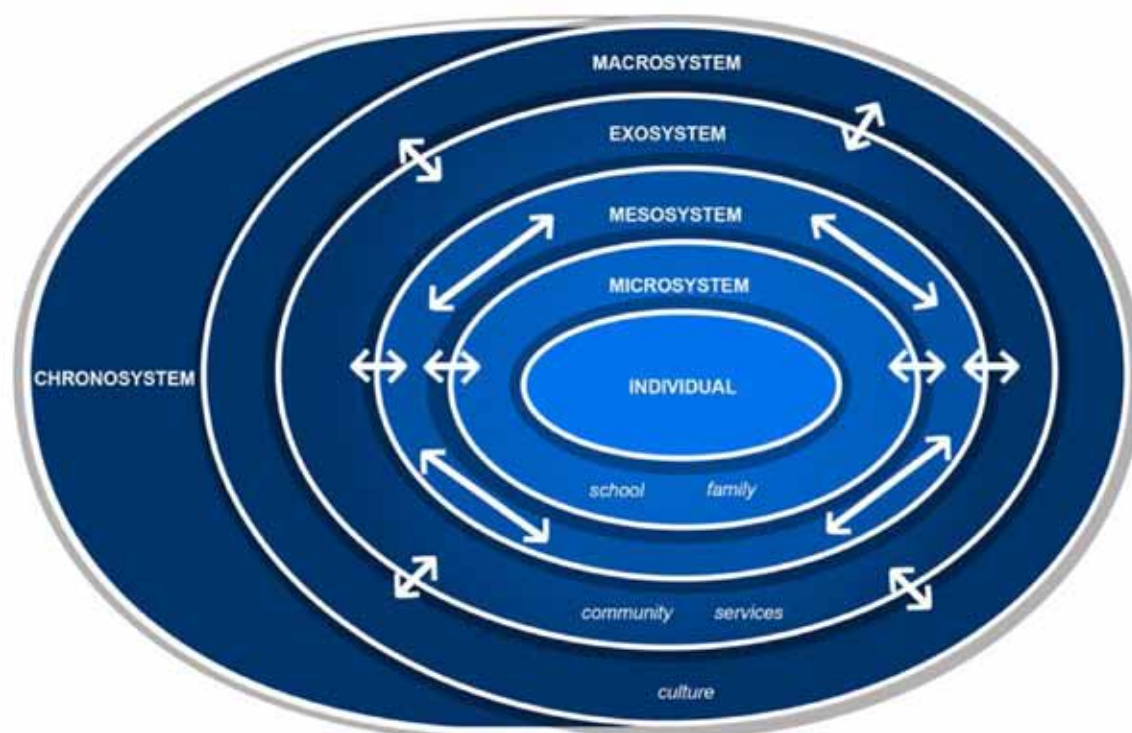 MACROSYSTEM
EXOSYSTEM
MESOSYSTEM
MICROSYSTEM
CHRONOSYSTEM
INDIVIDUAL
school family
community services
culture